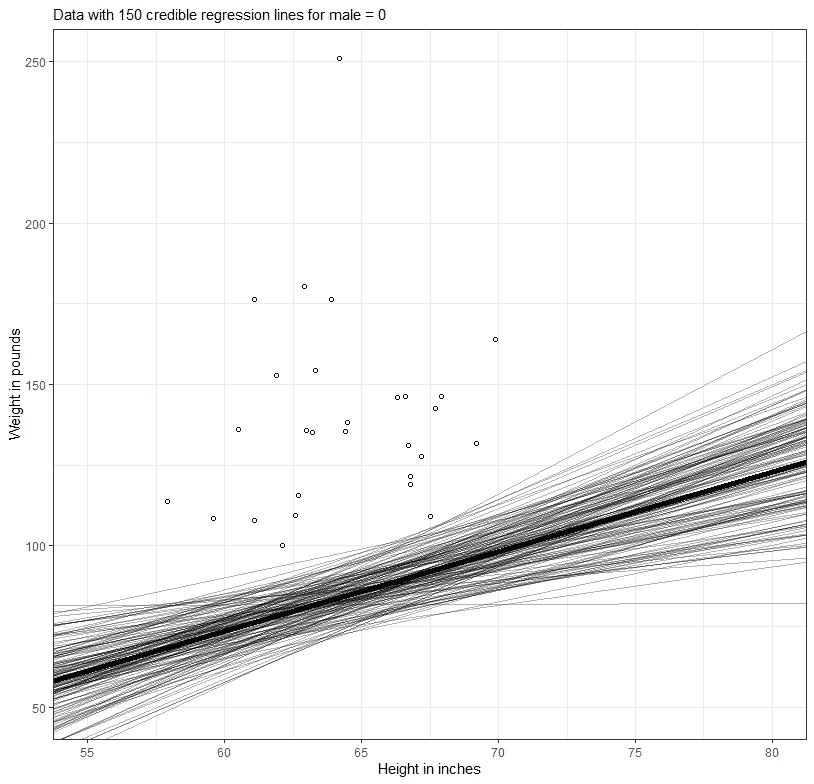 Data with 150 credible regression lines for male = 0
250
200
150
100
50
Weight in pounds
55 60 65 70 75 80
Height in inches